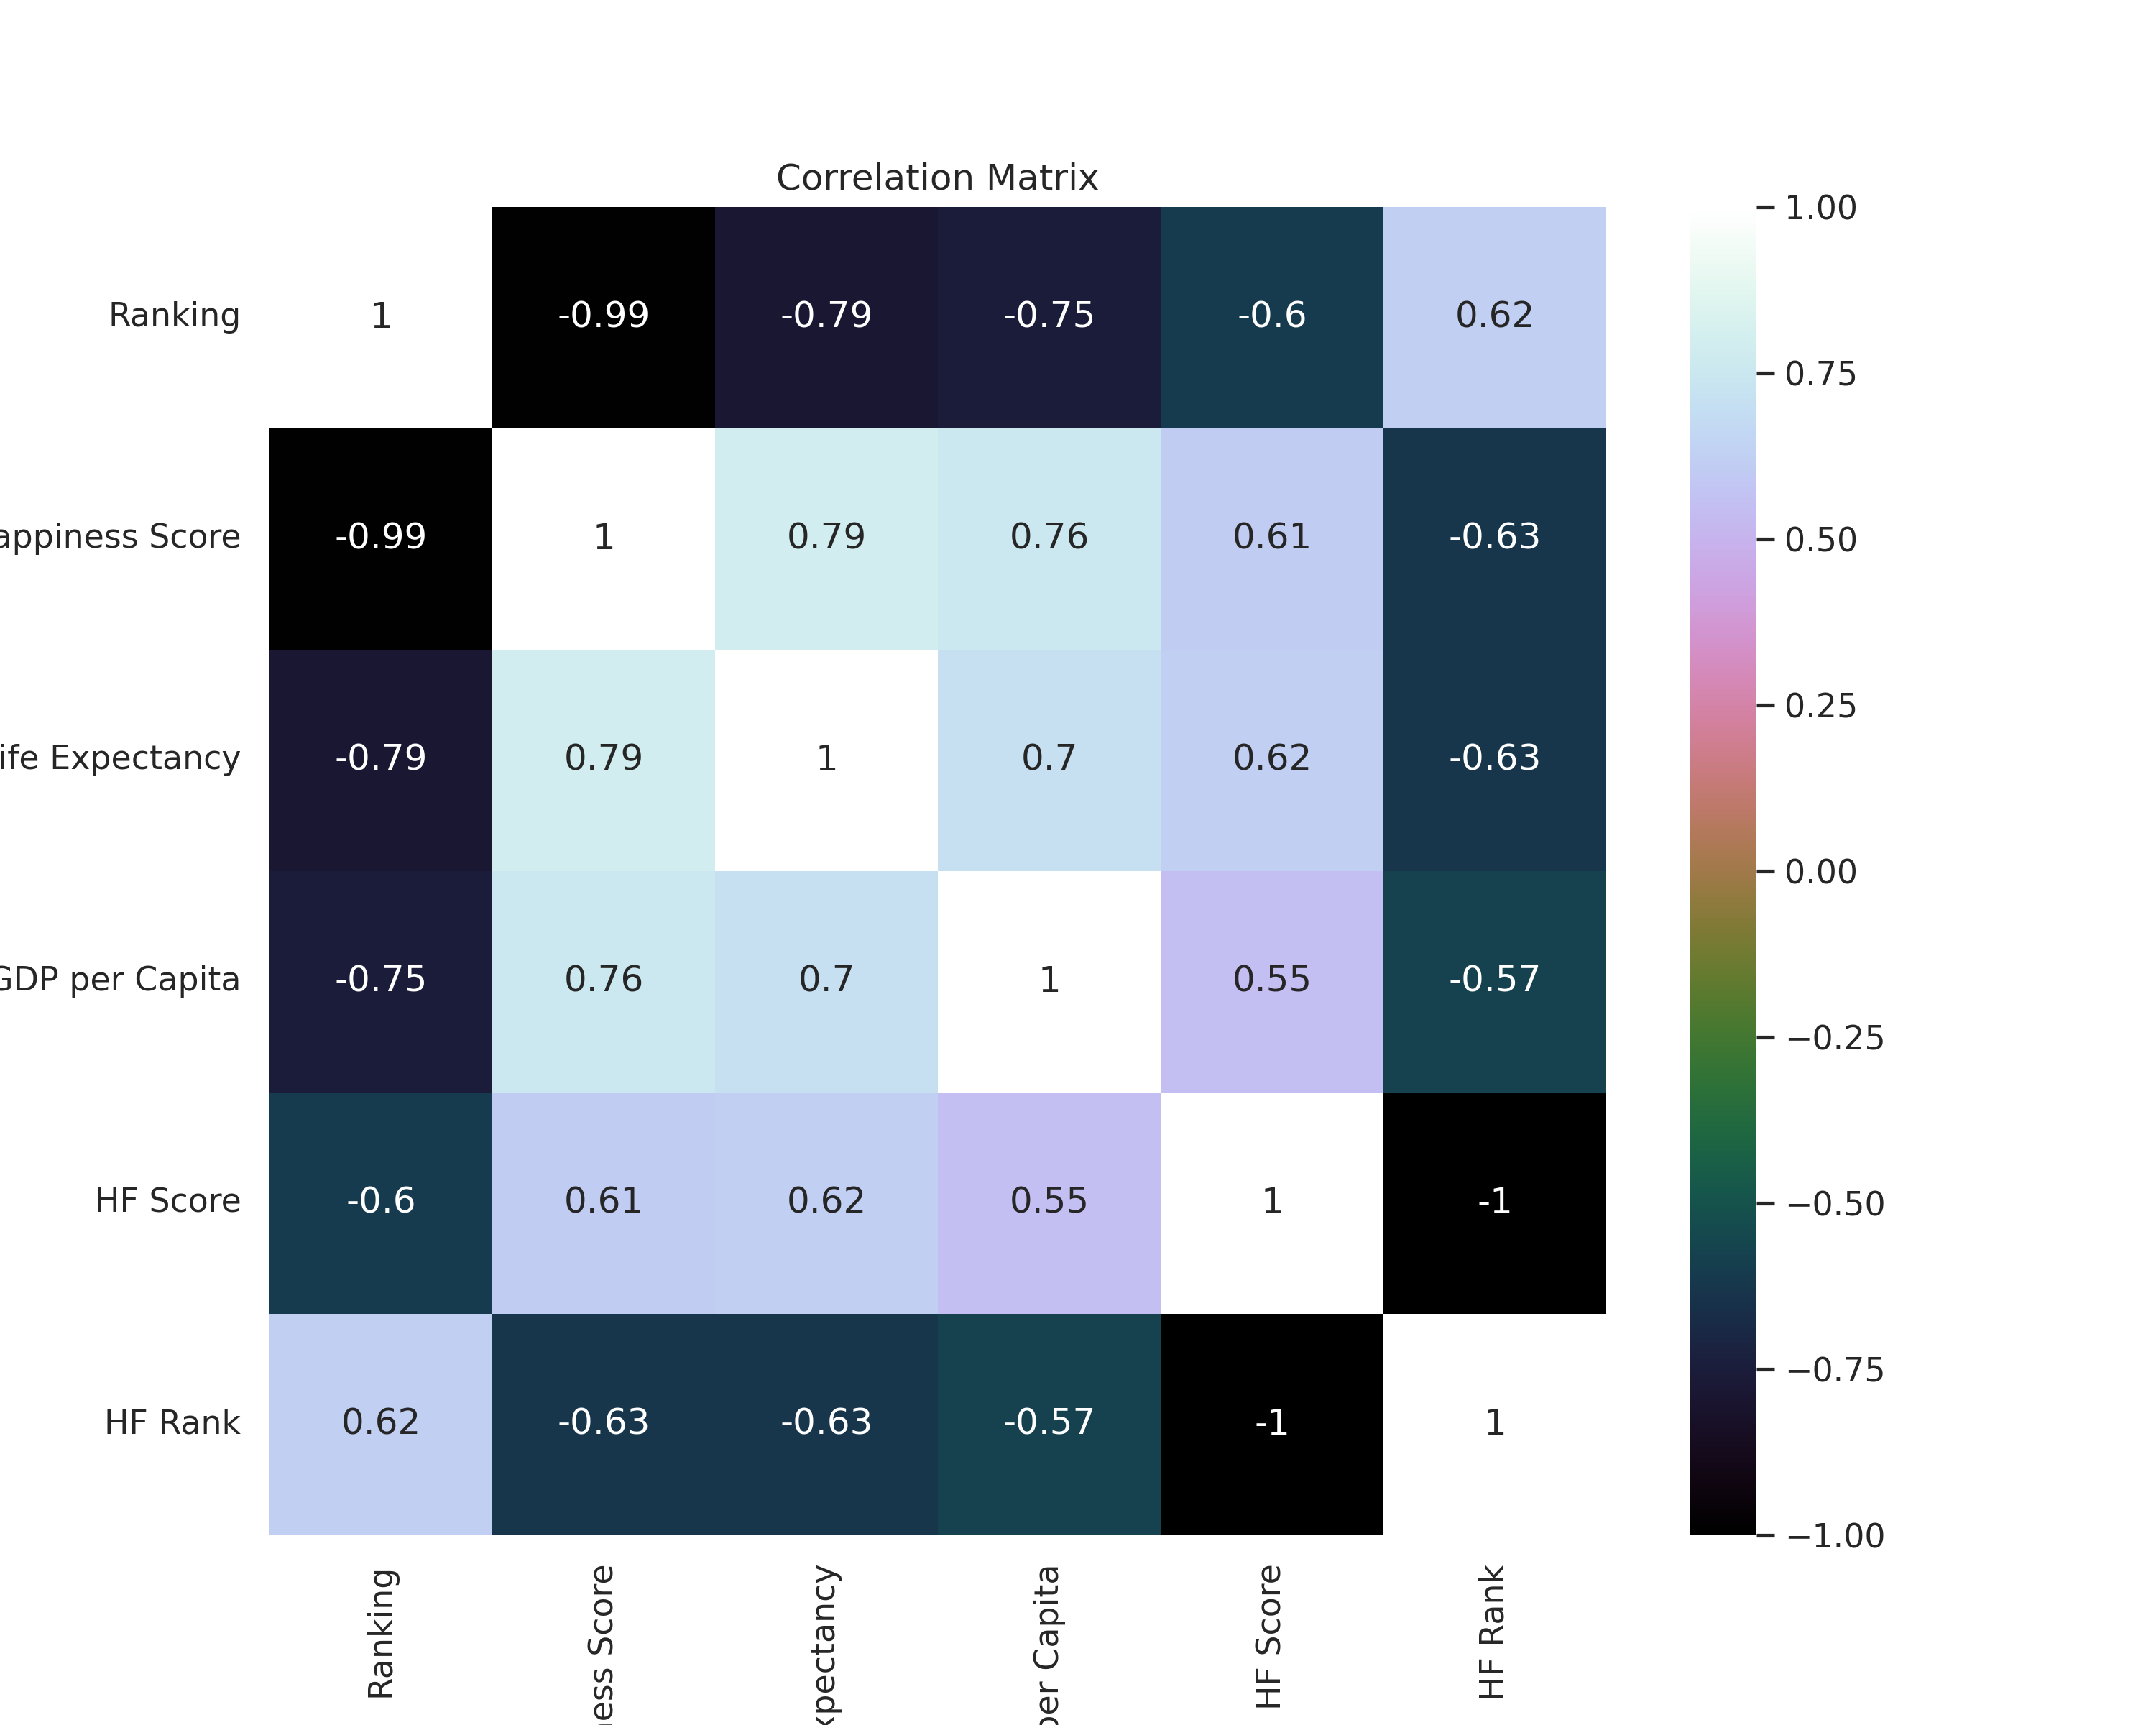 Correlation Matrix
Ranking 1 -0.99 -0.79 -0.75 -0.6 0.62
appiness Score -0.99 1 0.79 0.76 0.61 -0.63
ife Expectancy -0.79 0.79 1 0.7 0.62 -0.63
GDP per Capita -0.75 0.76 0.7 1 0.55 -0.57
HF Score -0.6 0.61 0.62 0.55 1 -1
HF Rank 0.62 -0.63 -0.63 -0.57 -1 1
Ranking
ness Score
xpectancy
per Capita
HF Score
HF Rank
1.00
0.75
0.50
0.25
0.00
−0.25
−0.50
−0.75
−1.00